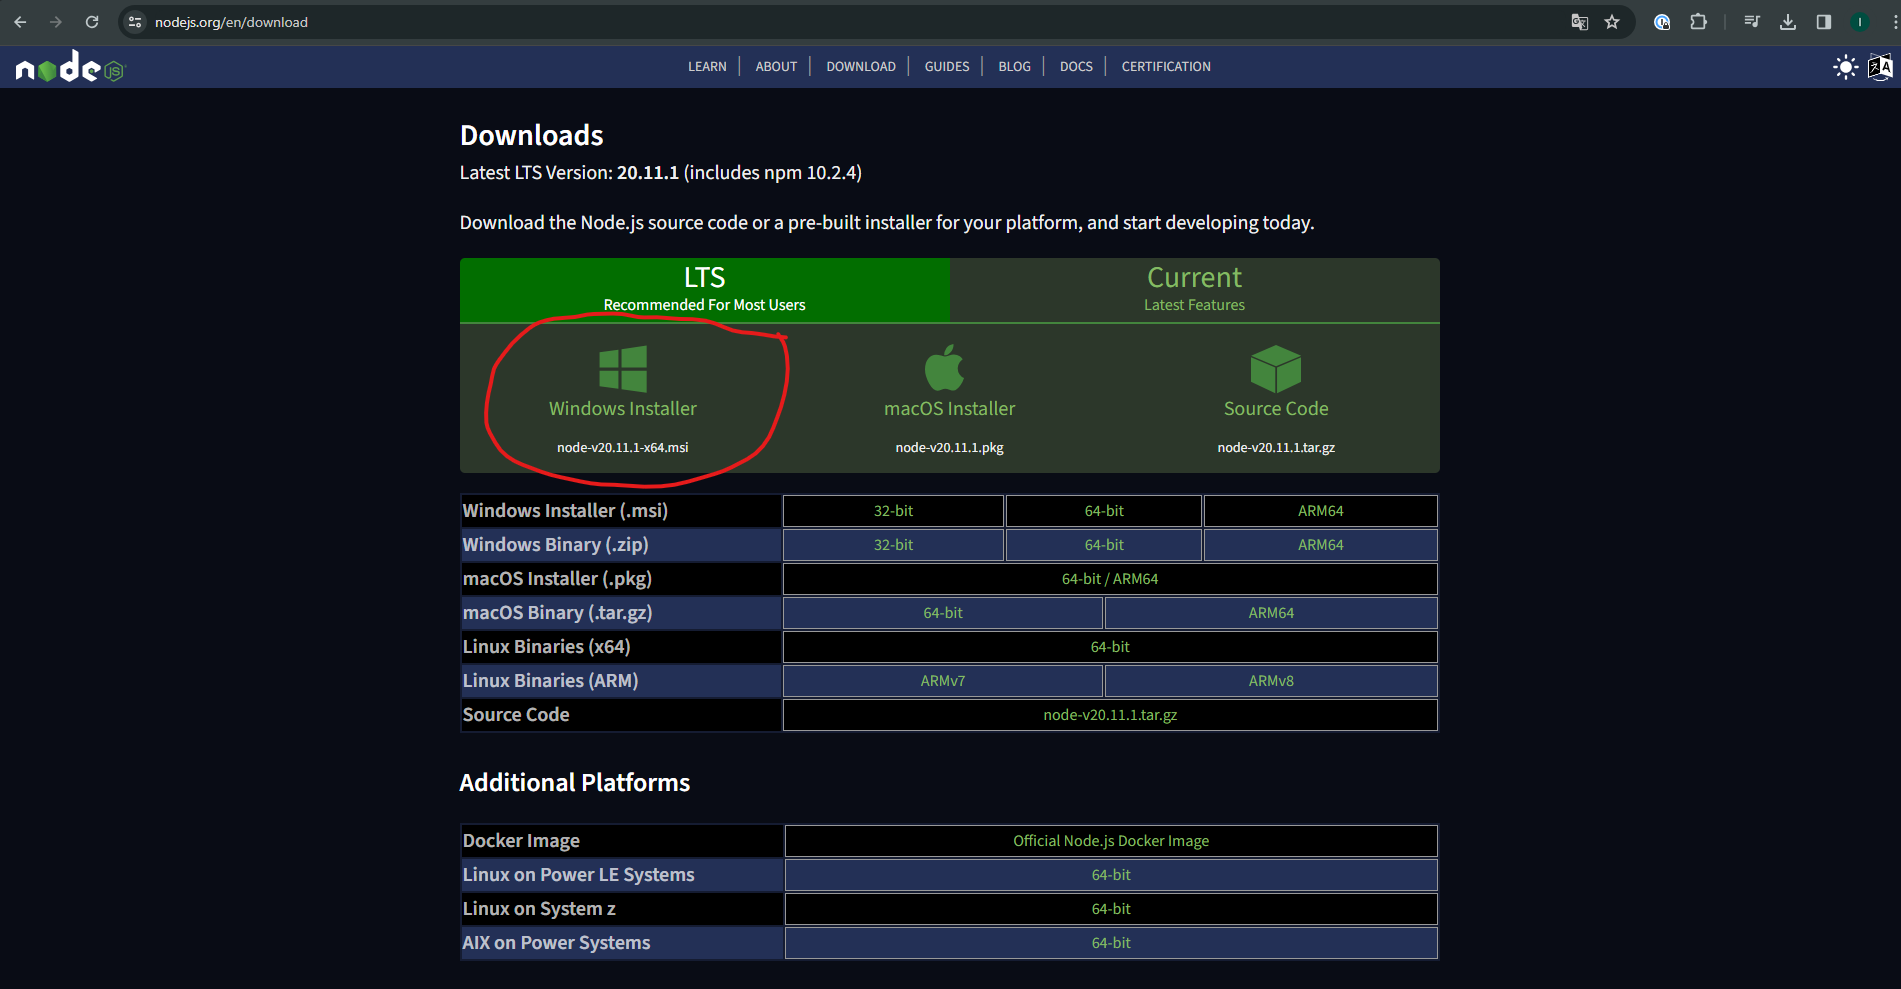 nodejs.org/en/download
node JS
LEARN ABOUT DOWNLOAD GUIDES BLOG DOCS CERTIFICATION
Downloads
Latest LTS Version: 20.11.1 (includes npm 10.2.4)
Download the Node.js source code or a pre-built installer for your platform, and start developing today.
LTS
Recommended For Most Users
Current
Latest Features
Windows Installer
node-v20.11.1-x64.msi
macOS Installer
node-v20.11.1.pkg
Source Code
node-v20.11.1.tar.gz
Windows Installer (.msi) 32-bit 64-bit ARM64
Windows Binary (.zip) 32-bit 64-bit ARM64
macOS Installer (.pkg) 64-bit / ARM64
macOS Binary (.tar.gz) 64-bit ARM64
Linux Binaries (x64) 64-bit
Linux Binaries (ARM) ARMv7 ARMv8
Source Code node-v20.11.1.tar.gz
Additional Platforms
Docker Image Official Node.js Docker Image
Linux on Power LE Systems 64-bit
Linux on System z 64-bit
AIX on Power Systems 64-bit